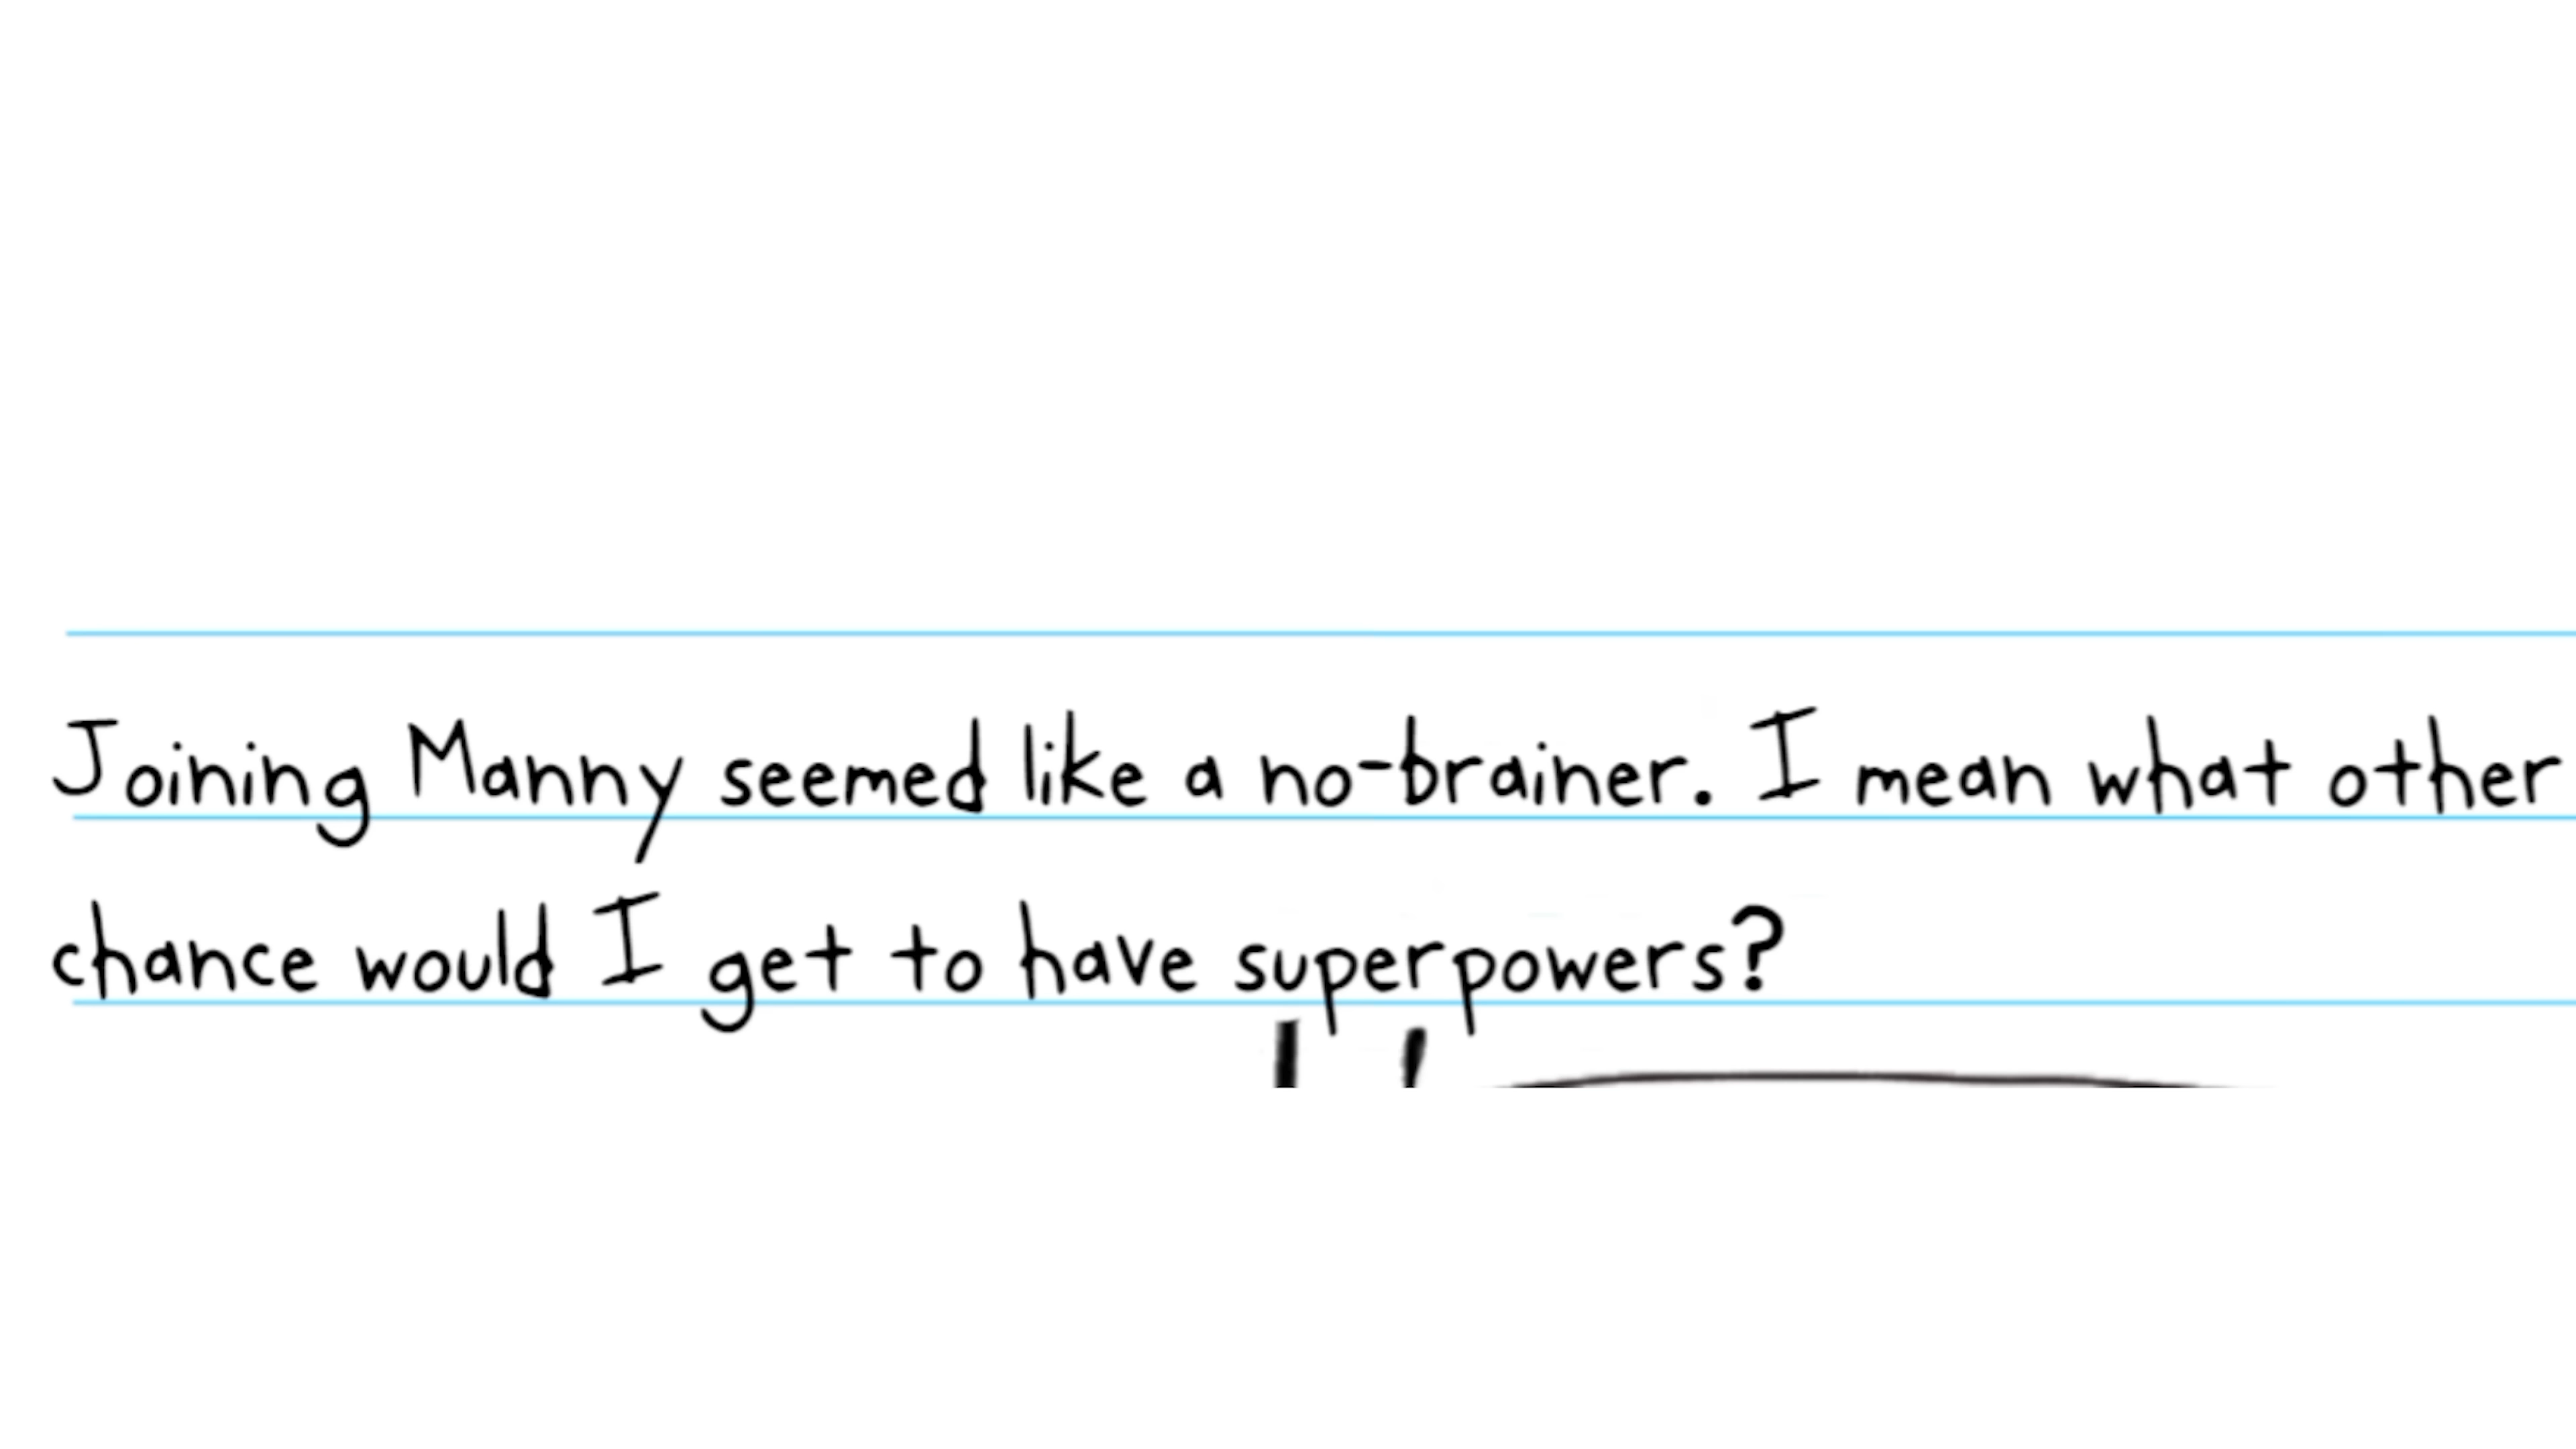 Joining Manny seemed like a no-brainer. I mean what other
chance would I get to have superpowers?